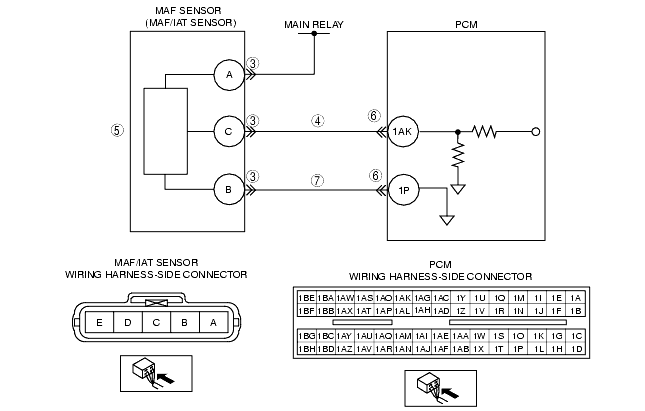 MAF SENSOR
(MAF/IAT SENSOR)
MAIN RELAY
PCM
A
3
C
3
4
6
1AK
5
B
3
7
6
1P
MAF/IAT SENSOR
WIRING HARNESS-SIDE CONNECTOR
E D C B A
PCM
WIRING HARNESS-SIDE CONNECTOR
1BE 1BA 1AW 1AS 1AO 1AK 1AG 1AC 1Y 1U 1Q 1M 1I 1E 1A
1BF 1BB 1AX 1AT 1AP 1AL 1AH 1AD 1Z 1V 1R 1N 1J 1F 1B
1BG 1BC 1AY 1AU 1AQ 1AM 1AI 1AE 1AA 1W 1S 1O 1K 1G 1C
1BH 1BD 1AZ 1AV 1AR 1AN 1AJ 1AF 1AB 1X 1T 1P 1L 1H 1D